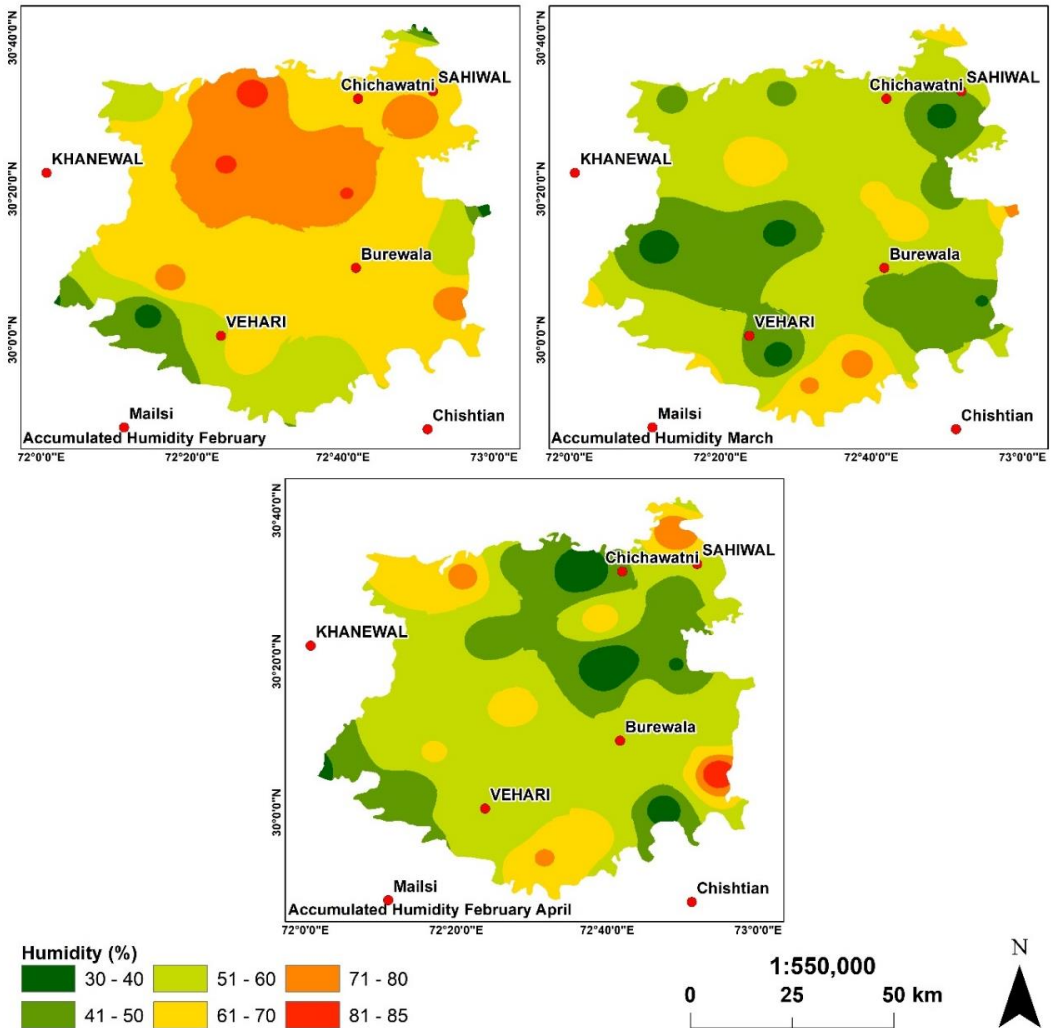 30°40'0"N
Chichawatni
SAHIWAL
KHANEWAL
30°20'0"N
Burewala
VEHARI
30°0'0"N
Mailsi
Chishtian
Accumulated Humidity February
72°0'0"E
72°20'0"E
72°40'0"E
73°0'0"E
30°40'0"N
Chichawatni
SAHIWAL
KHANEWAL
30°20'0"N
Burewala
VEHARI
30°0'0"N
Mailsi
Chishtian
Accumulated Humidity March
72°0'0"E
72°20'0"E
72°40'0"E
73°0'0"E
30°40'0"N
Chichawatni
SAHIWAL
KHANEWAL
30°20'0"N
Burewala
VEHARI
30°0'0"N
Mailsi
Chishtian
Accumulated Humidity February April
72°0'0"E
72°20'0"E
72°40'0"E
73°0'0"E
Humidity (%)
30 - 40
51 - 60
71 - 80
41 - 50
61 - 70
81 - 85
1:550,000
0 25 50 km
N